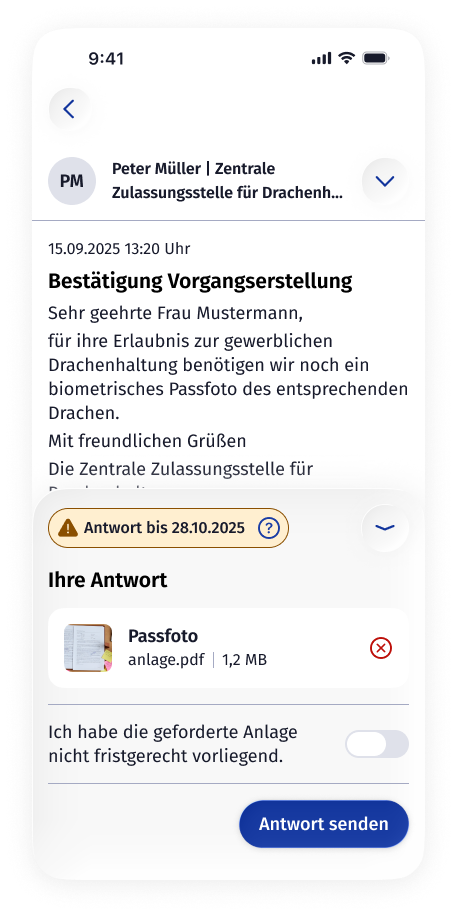 9:41
PM
Peter Müller | Zentrale
Zulassungsstelle für Drachenh...
15.09.2025 13:20 Uhr
Bestätigung Vorgangserstellung
Sehr geehrte Frau Mustermann,
für ihre Erlaubnis zur gewerblichen
Drachenhaltung benötigen wir noch ein
biometrisches Passfoto des entsprechenden
Drachen.
Mit freundlichen Grüßen
Die Zentrale Zulassungsstelle für
Antwort bis 28.10.2025 ?
Ihre Antwort
Passfoto
anlage.pdf | 1,2 MB
Ich habe die geforderte Anlage
nicht fristgerecht vorliegend.
Antwort senden